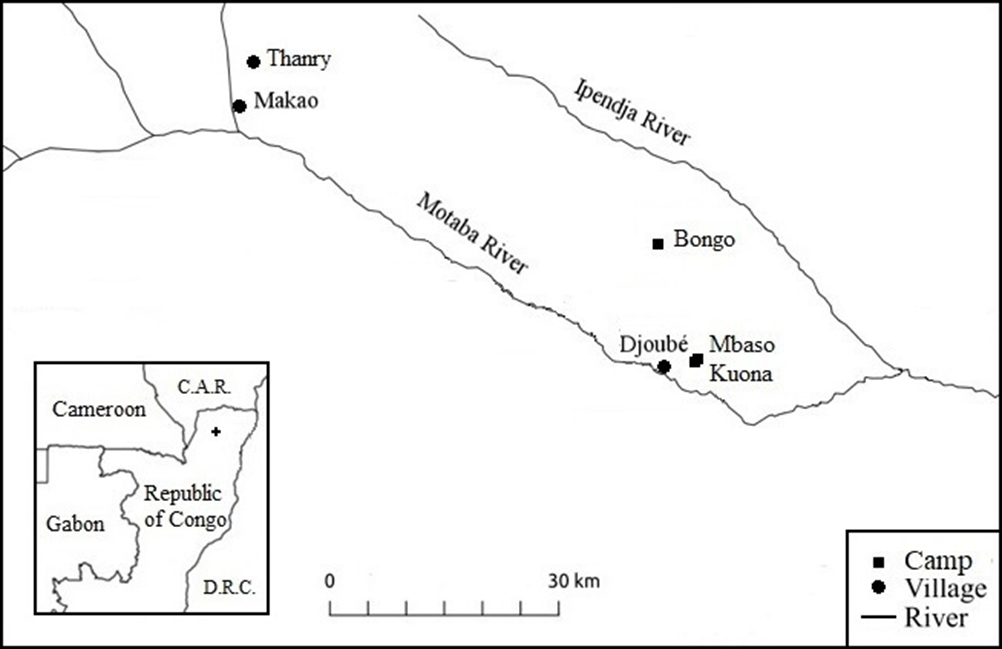 Thanry
Makao
Ipendja River
Motaba River
Bongo
Djoubé
Mbaso
Kuona
C.A.R.
Cameroon
Republic
of Congo
Gabon
D.R.C.
0 30 km
Camp
Village
River